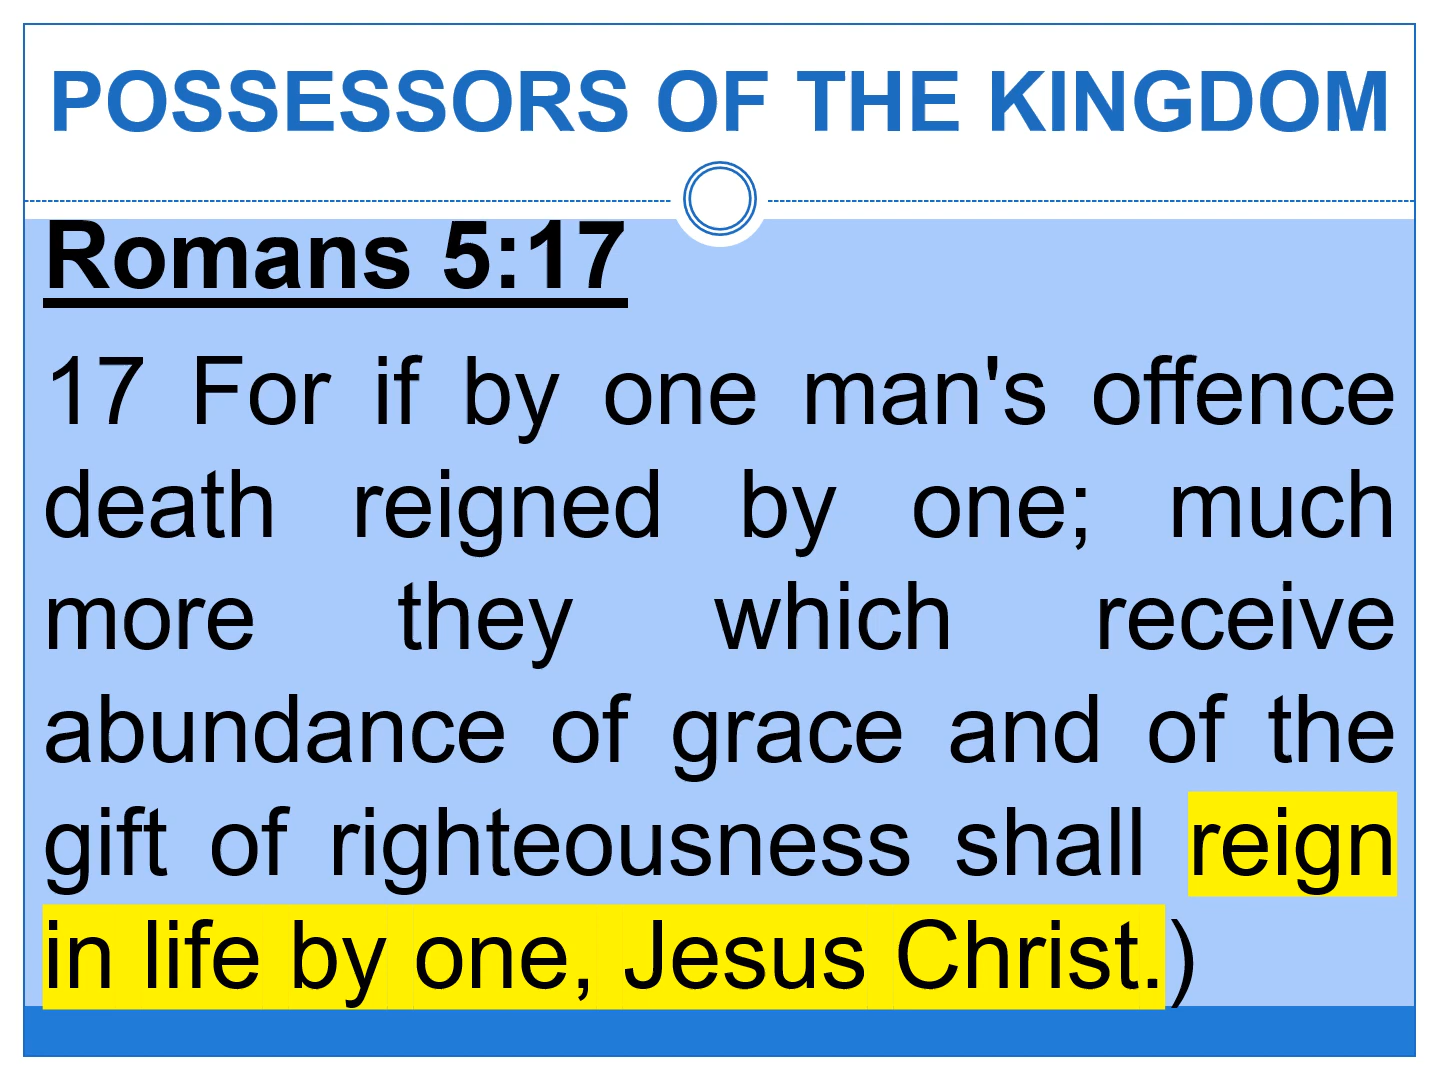 POSSESSORS OF THE KINGDOM
Romans 5:17
17 For if by one man's offence
death reigned by one; much
more they which receive
abundance of grace and of the
gift of righteousness shall reign
in life by one, Jesus Christ.)